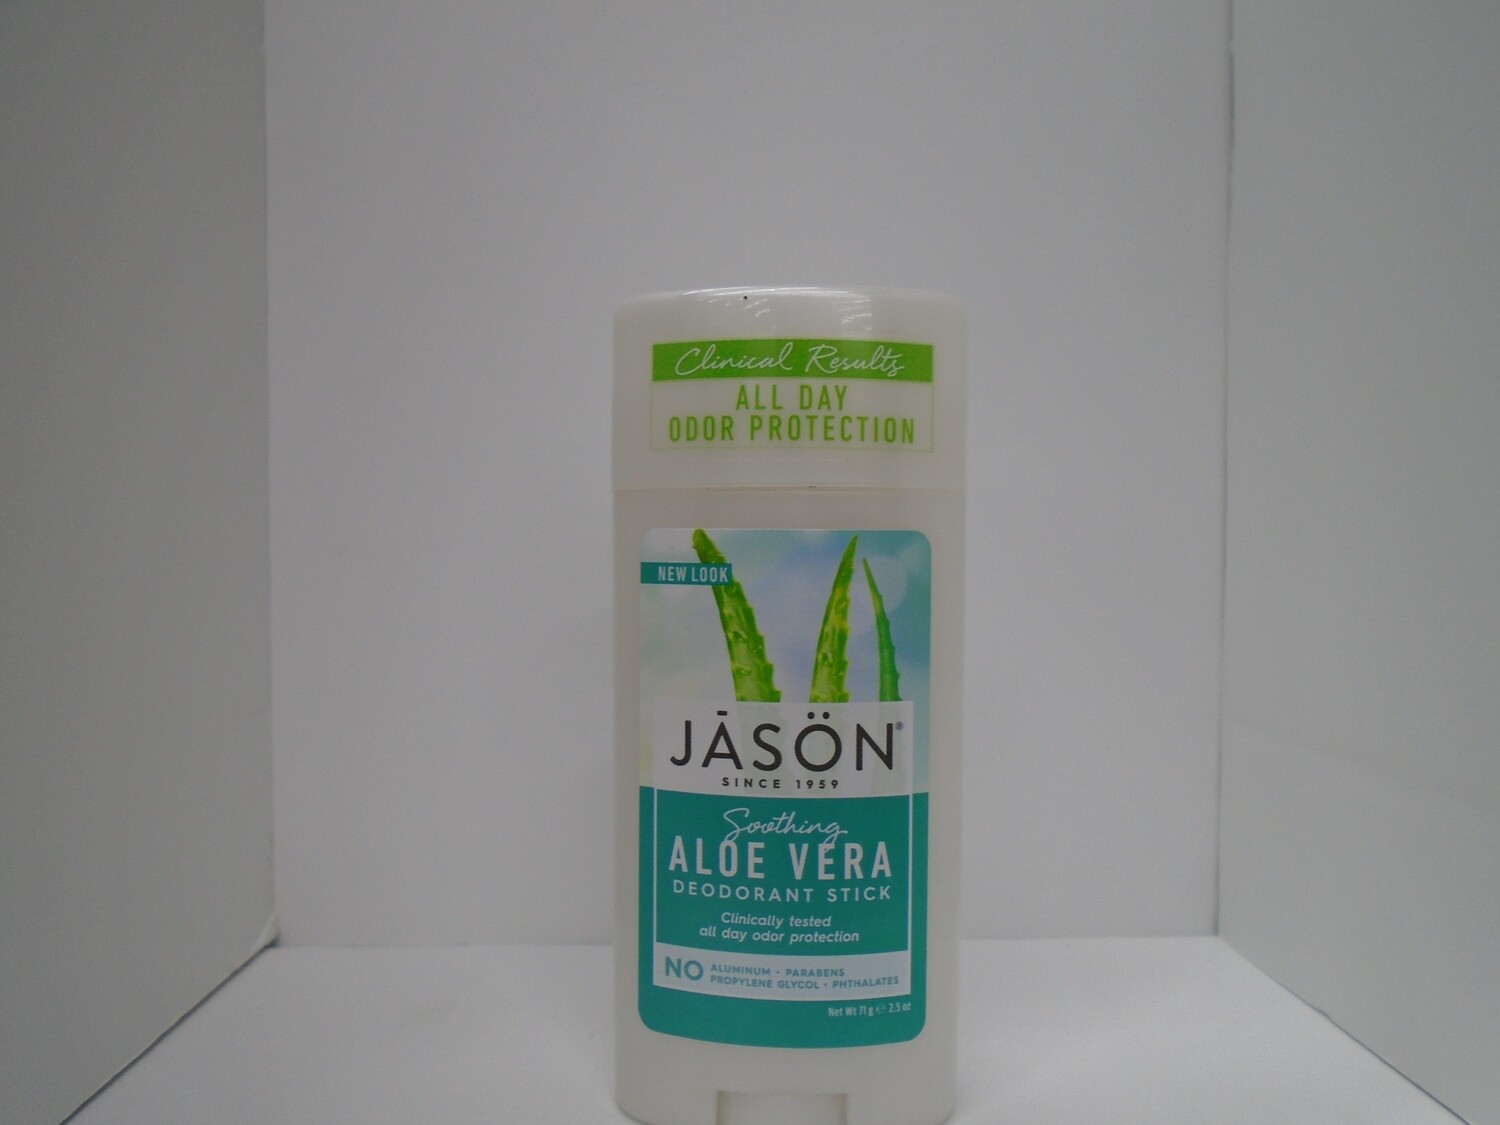 Clinical Results
ALL DAY
ODOR PROTECTION
NEW LOOK
JĀSÖN®
SINCE 1959
Soothing
ALOE VERA
DEODORANT STICK
Clinically tested
all day odor protection
NO ALUMINUM • PARABENS
PROPYLENE GLYCOL • PHTHALATES
Net Wt 71 g ℮ 2.5 oz